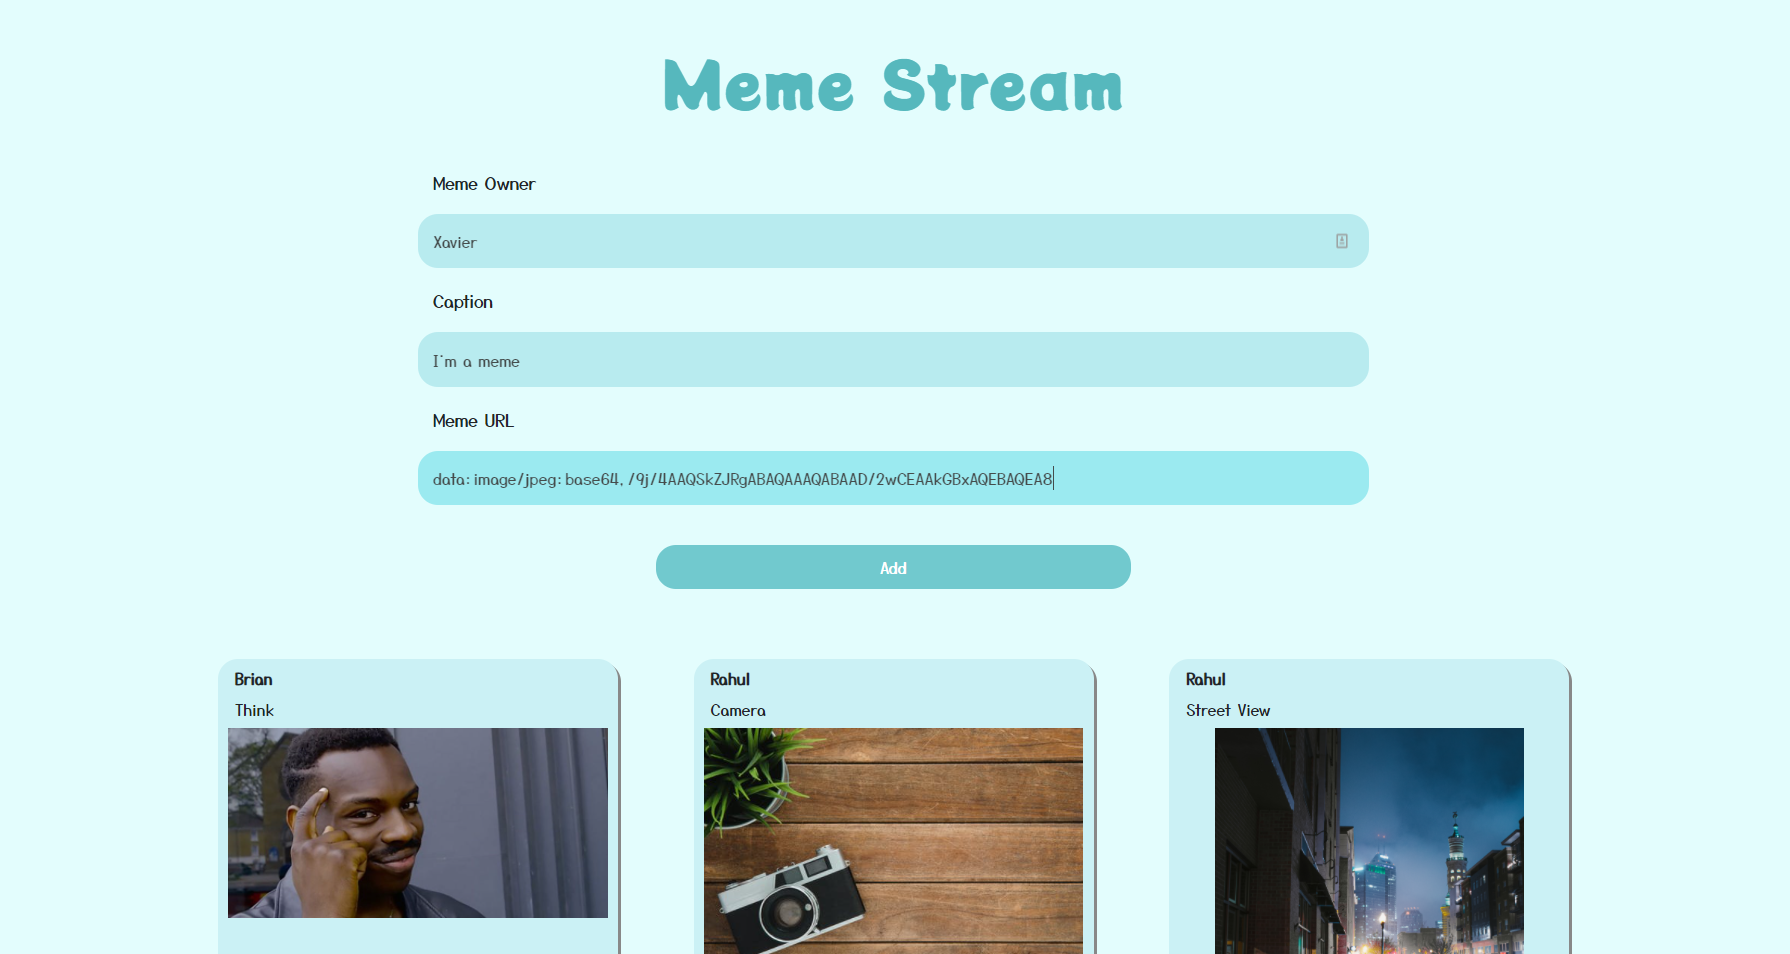 Meme Stream
Meme Owner
Xavier
Caption
I'm a meme
Meme URL
data:image/jpeg;base64,/9j/4AAQSkZJRgABAQAAAQABAAD/2wCEAAkGBxAQEBAQEA8
Add
Brian
Think
Rahul
Camera
Rahul
Street View